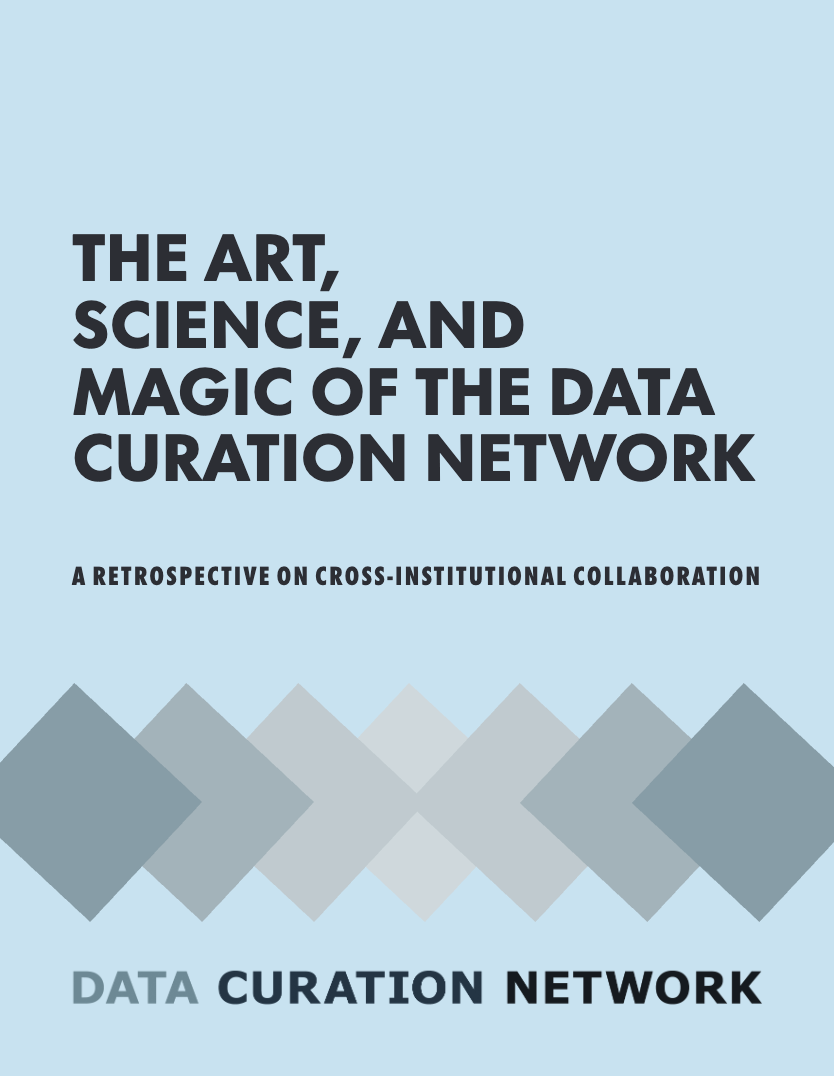 THE ART,
SCIENCE, AND
MAGIC OF THE DATA
CURATION NETWORK
A RETROSPECTIVE ON CROSS-INSTITUTIONAL COLLABORATION
DATA CURATION NETWORK